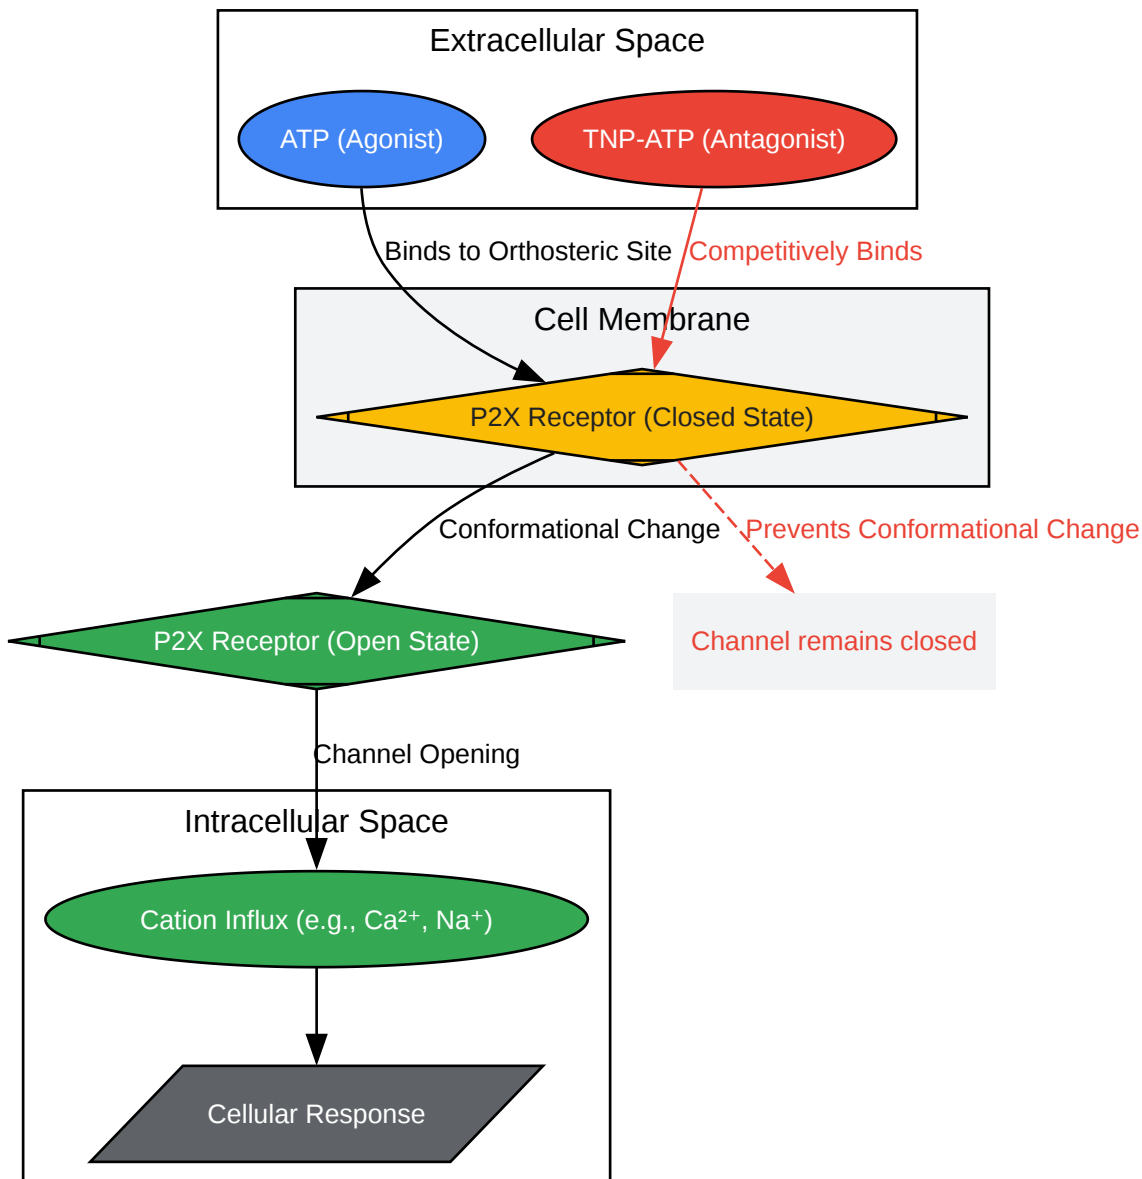 Extracellular Space
ATP (Agonist)
TNP-ATP (Antagonist)
Binds to Orthosteric Site
Competitively Binds
Cell Membrane
P2X Receptor (Closed State)
Conformational Change
Prevents Conformational Change
P2X Receptor (Open State)
Channel remains closed
Channel Opening
Intracellular Space
Cation Influx (e.g., Ca²⁺, Na⁺)
Cellular Response